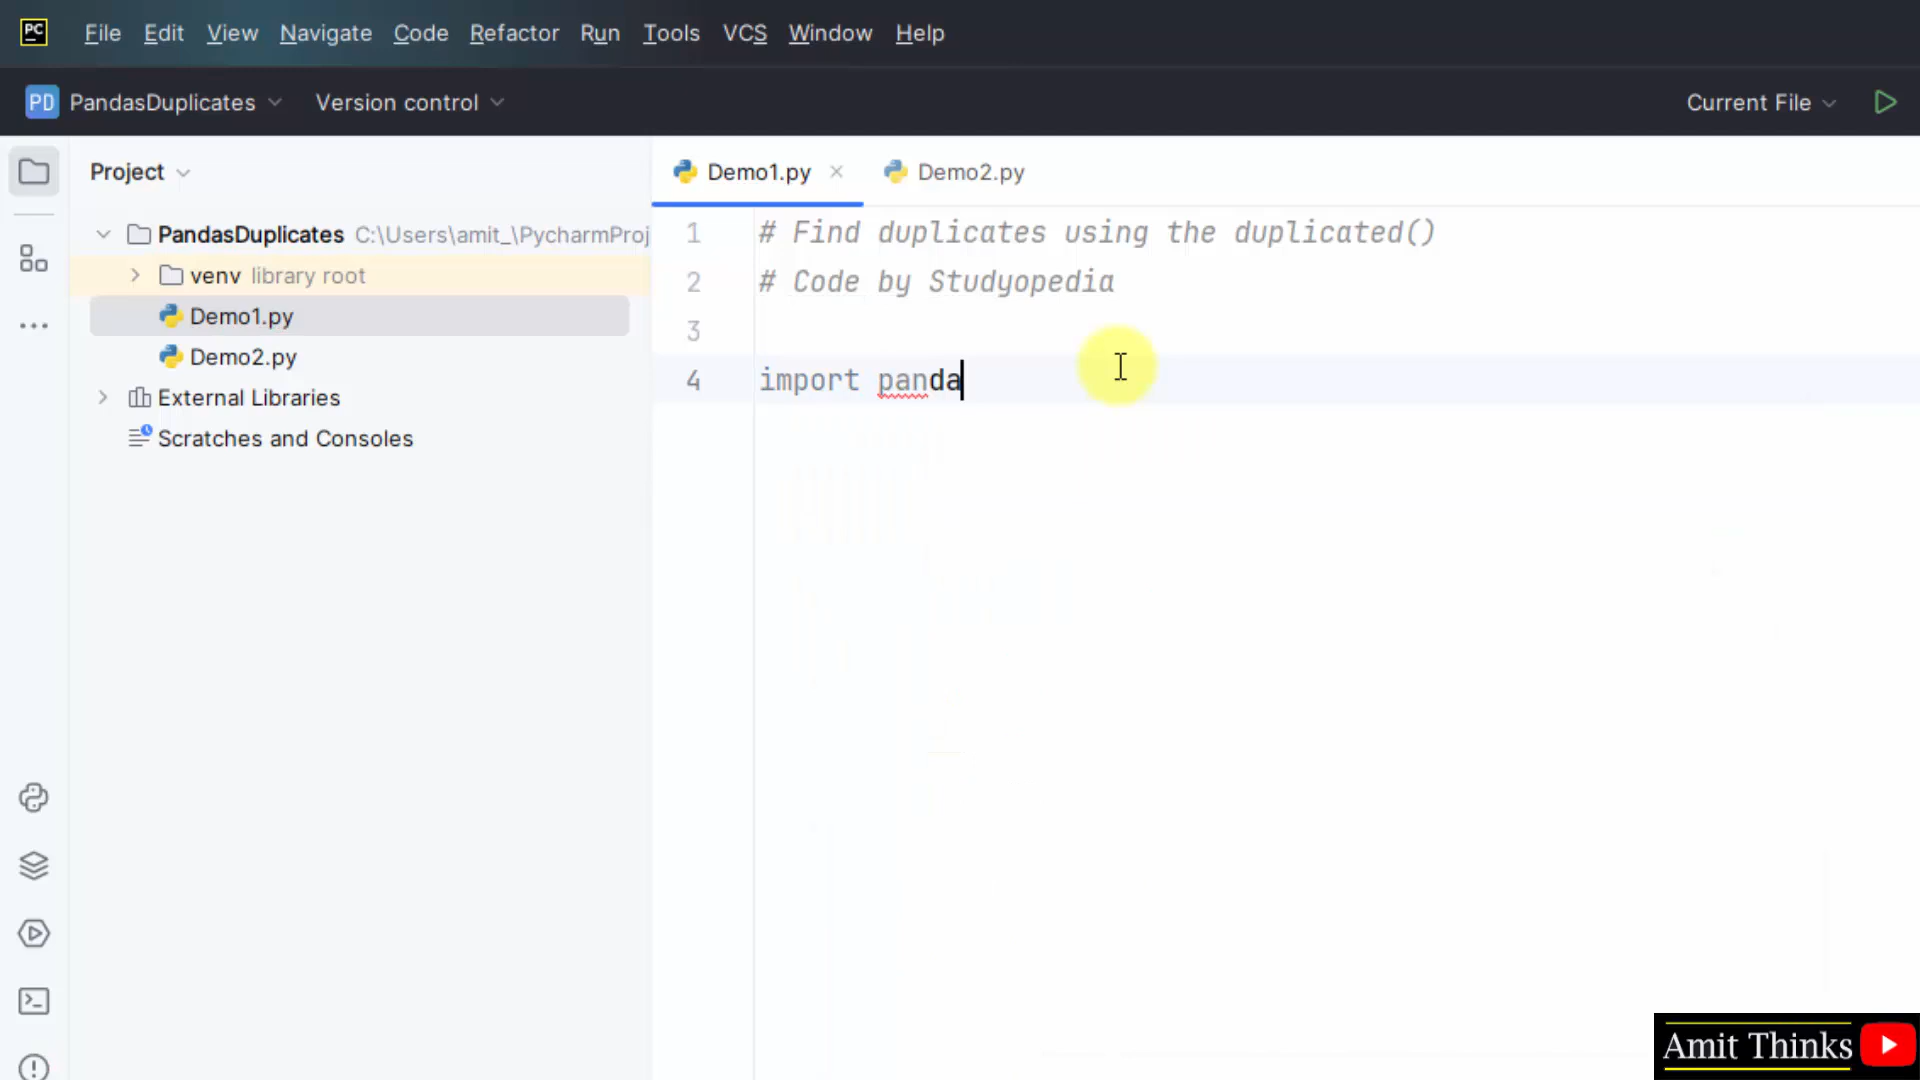 PC File Edit View Navigate Code Refactor Run Tools VCS Window Help
PD PandasDuplicates Version control Current File
Project
Demo1.py Demo2.py
PandasDuplicates C:\Users\amit_\PycharmProj
venv library root
Demo1.py
Demo2.py
External Libraries
Scratches and Consoles
1 # Find duplicates using the duplicated()
2 # Code by Studyopedia
3
4 import panda
Amit Thinks